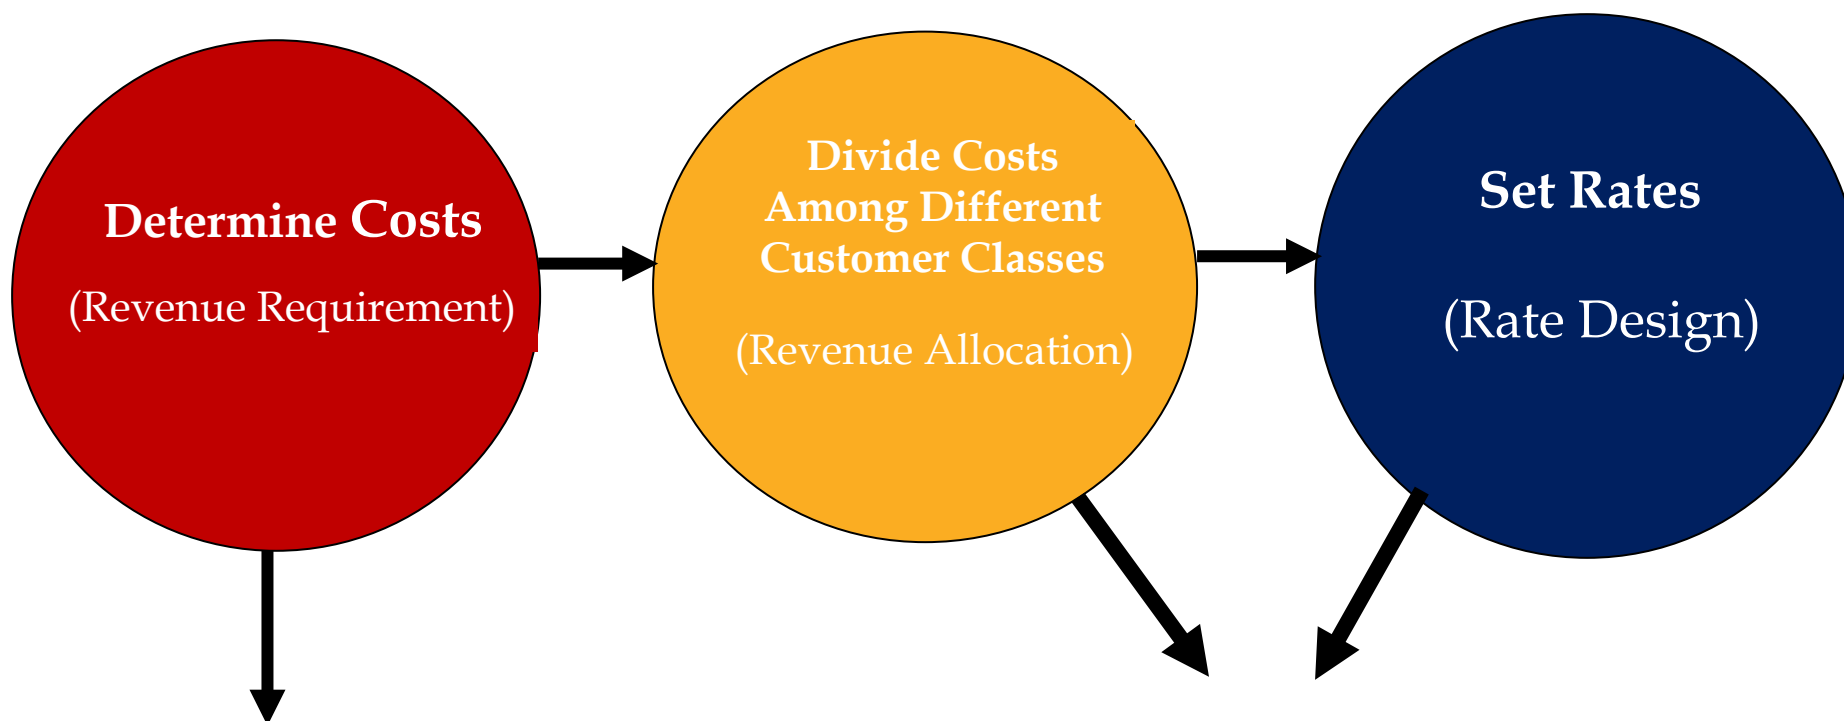 Determine Costs
(Revenue Requirement)
Divide Costs
Among Different
Customer Classes
(Revenue Allocation)
Set Rates
(Rate Design)